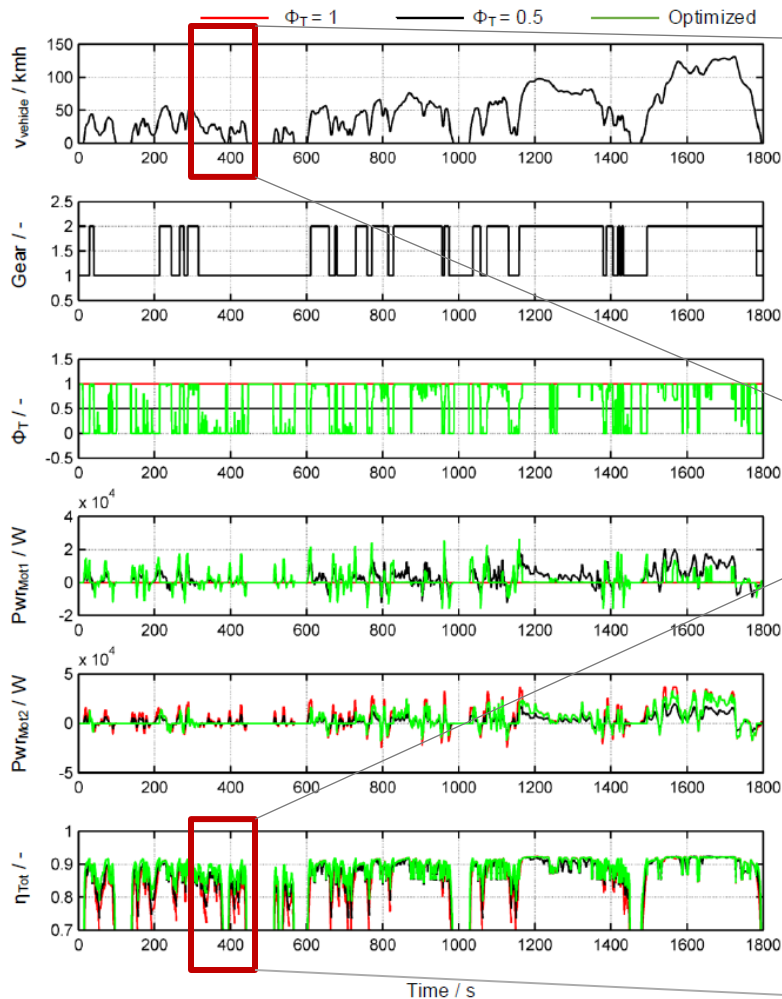 Φ_T = 1 Φ_T = 0.5 Optimized
v_vehicle / kmh
150
100
50
0
0 200 400 600 800 1000 1200 1400 1600 1800
Gear / -
2.5
2
1.5
1
0.5
0 200 400 600 800 1000 1200 1400 1600 1800
Φ_T / -
1.5
1
0.5
0
-0.5
0 200 400 600 800 1000 1200 1400 1600 1800
x 10^4
Pwr_Mot1 / W
4
2
0
-2
0 200 400 600 800 1000 1200 1400 1600 1800
x 10^4
Pwr_Mot2 / W
5
0
-5
0 200 400 600 800 1000 1200 1400 1600 1800
η_Tot / -
1
0.9
0.8
0.7
0 200 400 600 800 1000 1200 1400 1600 1800
Time / s